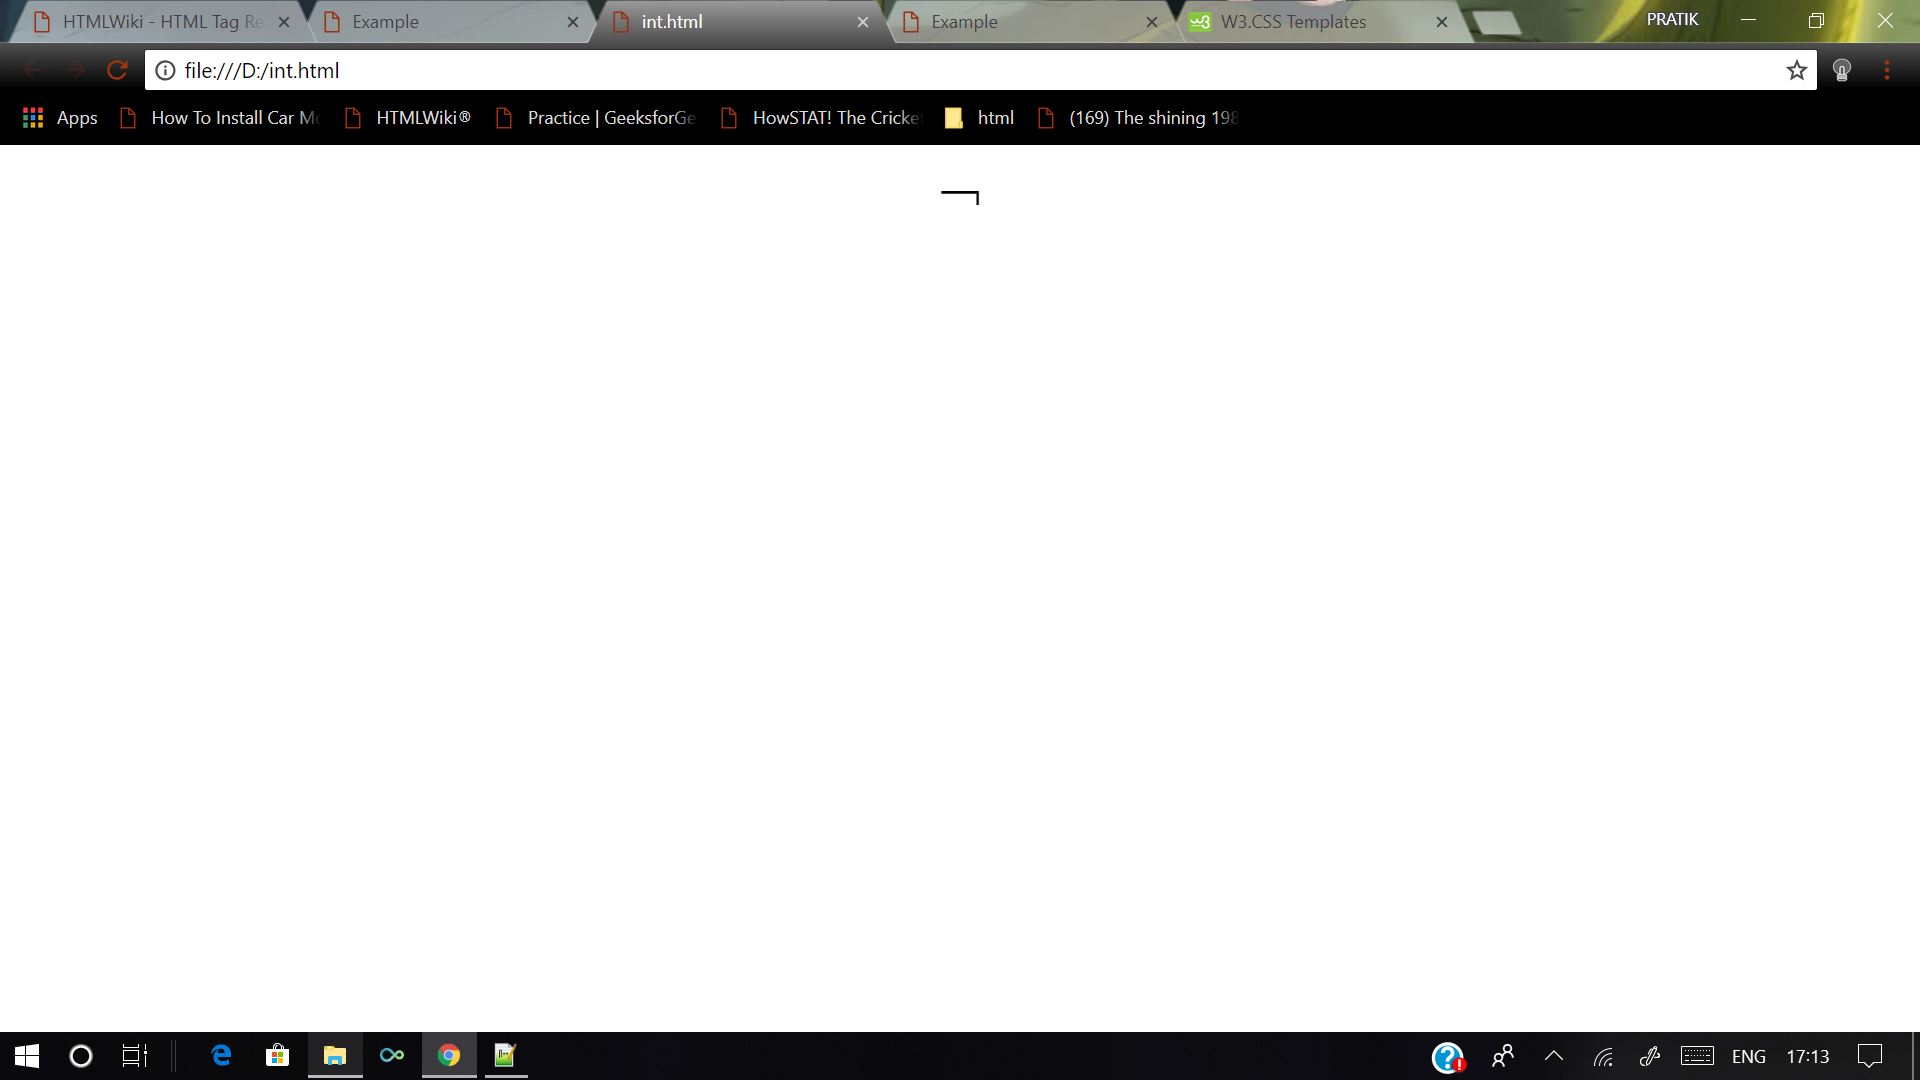 HTMLWiki - HTML Tag Re
Example
int.html
Example
W3.CSS Templates
PRATIK
file:///D:/int.html
Apps
How To Install Car Mo
HTMLWiki®
Practice | GeeksforGe
HowSTAT! The Cricke
html
(169) The shining 198
¬
ENG
17:13